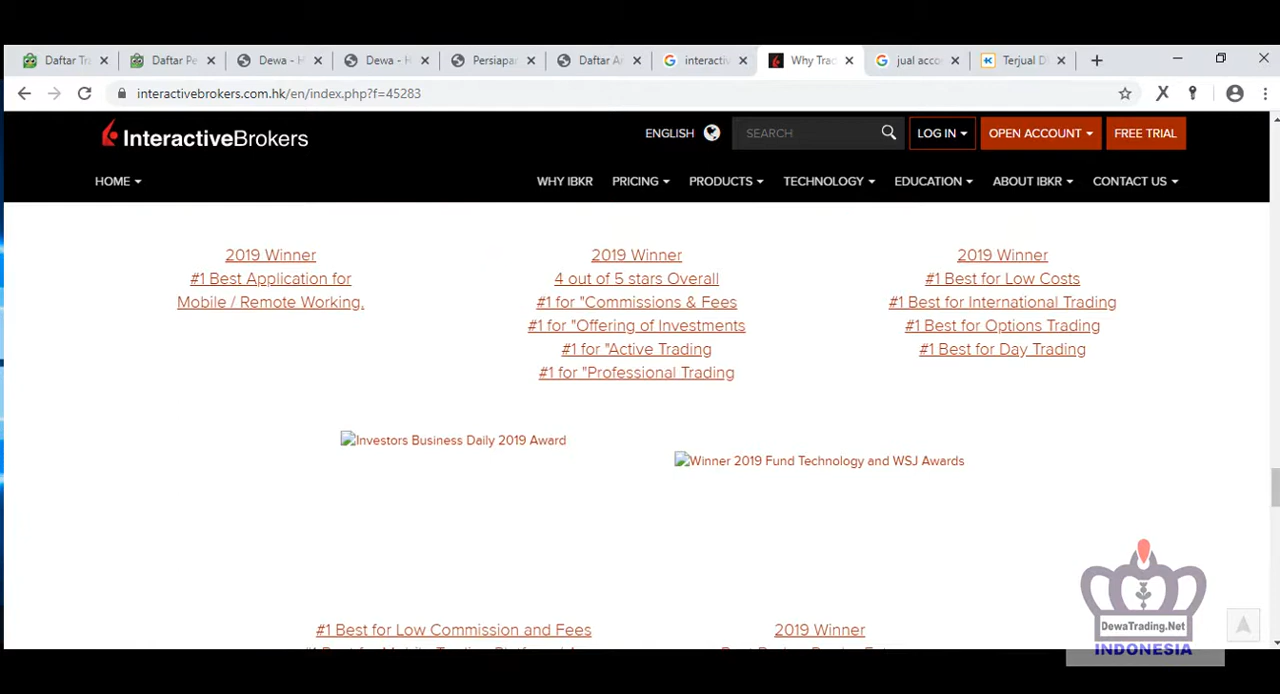 Daftar Tr
Daftar Pe
Dewa - H
Dewa - H
Persiapar
Daftar A
interactiv
Why Trac
jual acco
Terjual D
interactivebrokers.com.hk/en/index.php?f=45283
InteractiveBrokers
ENGLISH
SEARCH
LOG IN
OPEN ACCOUNT
FREE TRIAL
HOME
WHY IBKR
PRICING
PRODUCTS
TECHNOLOGY
EDUCATION
ABOUT IBKR
CONTACT US
2019 Winner
#1 Best Application for
Mobile / Remote Working.
2019 Winner
4 out of 5 stars Overall
#1 for "Commissions & Fees
#1 for "Offering of Investments
#1 for "Active Trading
#1 for "Professional Trading
2019 Winner
#1 Best for Low Costs
#1 Best for International Trading
#1 Best for Options Trading
#1 Best for Day Trading
Investors Business Daily 2019 Award
Winner 2019 Fund Technology and WSJ Awards
#1 Best for Low Commission and Fees
2019 Winner
DewaTrading.Net
INDONESIA